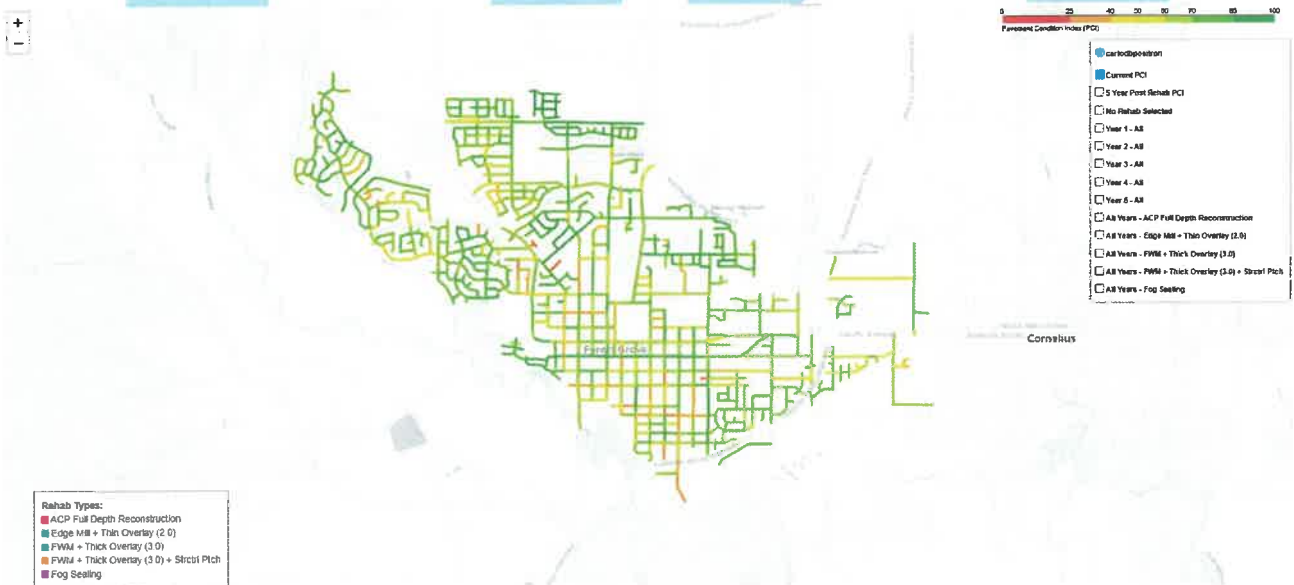 +
−
0 25 40 50 60 70 85 100
Pavement Condition Index (PCI)
cartodbpositron
Current PCI
5 Year Post Rehab PCI
No Rehab Selected
Year 1 - All
Year 2 - All
Year 3 - All
Year 4 - All
Year 5 - All
All Years - ACP Full Depth Reconstruction
All Years - Edge Mill + Thin Overlay (2.0)
All Years - FWM + Thick Overlay (3.0)
All Years - FWM + Thick Overlay (3.0) + Strctrl Ptch
All Years - Fog Sealing
Cornelius
Forest Grove
Rehab Types:
ACP Full Depth Reconstruction
Edge Mill + Thin Overlay (2.0)
FWM + Thick Overlay (3.0)
FWM + Thick Overlay (3.0) + Strctrl Ptch
Fog Sealing